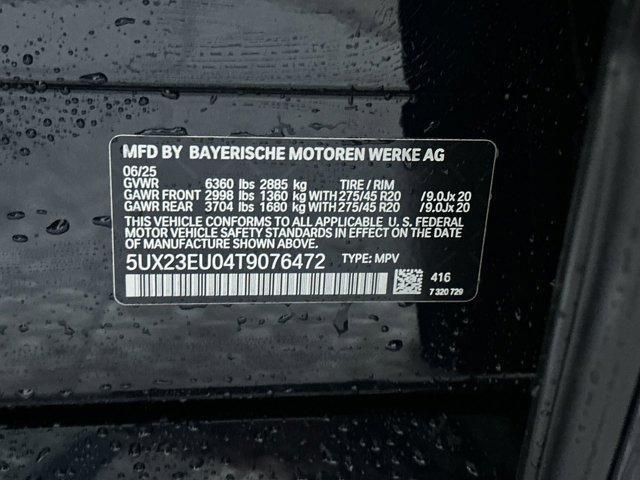 MFD BY BAYERISCHE MOTOREN WERKE AG
06/25
GVWR 6360 lbs 2885 kg TIRE / RIM
GAWR FRONT 2998 lbs 1360 kg WITH 275/45 R20 /9.0Jx 20
GAWR REAR 3704 lbs 1680 kg WITH 275/45 R20 /9.0Jx 20
THIS VEHICLE CONFORMS TO ALL APPLICABLE U. S. FEDERAL
MOTOR VEHICLE SAFETY STANDARDS IN EFFECT ON THE
DATE OF MANUFACTURE SHOWN ABOVE.
5UX23EU04T9076472 TYPE: MPV
416
7 320 729